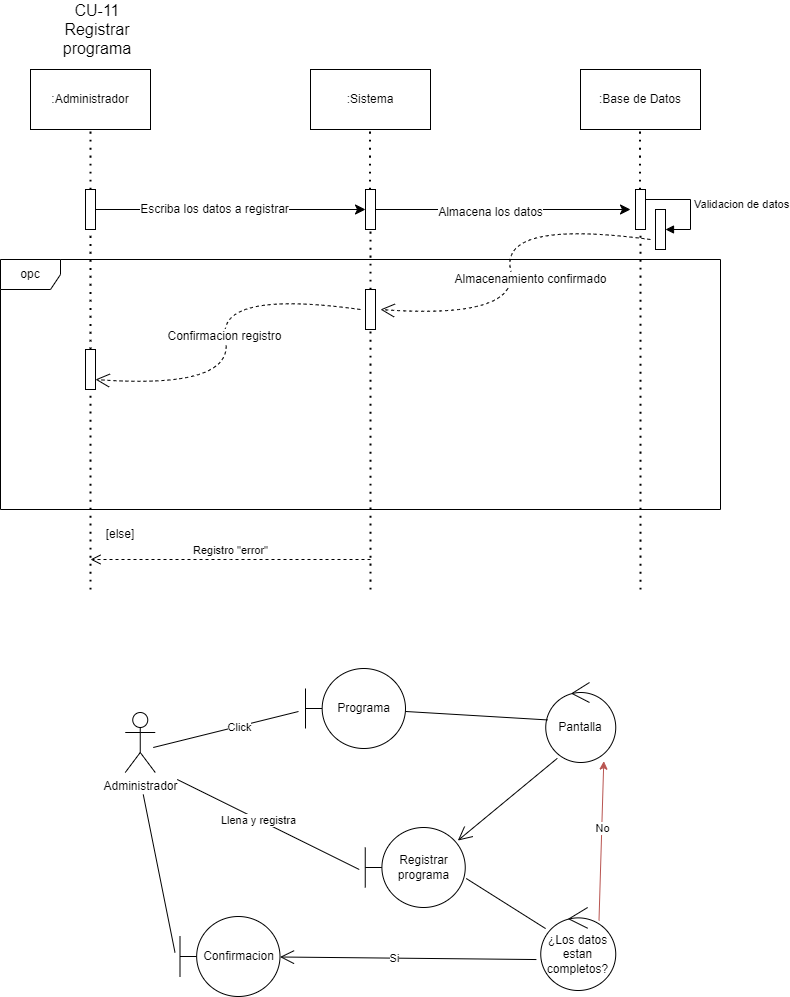 CU-11
Registrar
programa
:Administrador
:Sistema
:Base de Datos
Escriba los datos a registrar
Almacena los datos
Validacion de datos
opc
Almacenamiento confirmado
Confirmacion registro
[else]
Registro "error"
Programa
Pantalla
Click
Administrador
Llena y registra
No
Registrar
programa
¿Los datos
estan
completos?
Confirmacion
Si